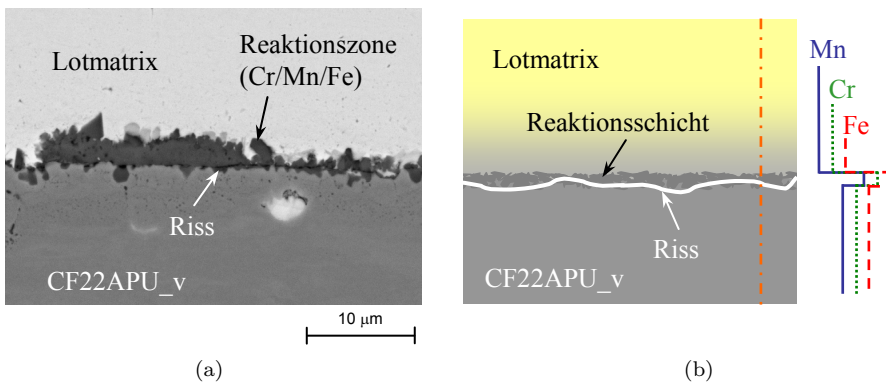 Lotmatrix
Reaktionszone
(Cr/Mn/Fe)
Riss
CF22APU_v
10 μm
(a)
Lotmatrix
Reaktionsschicht
Riss
CF22APU_v
Mn
Cr
Fe
(b)